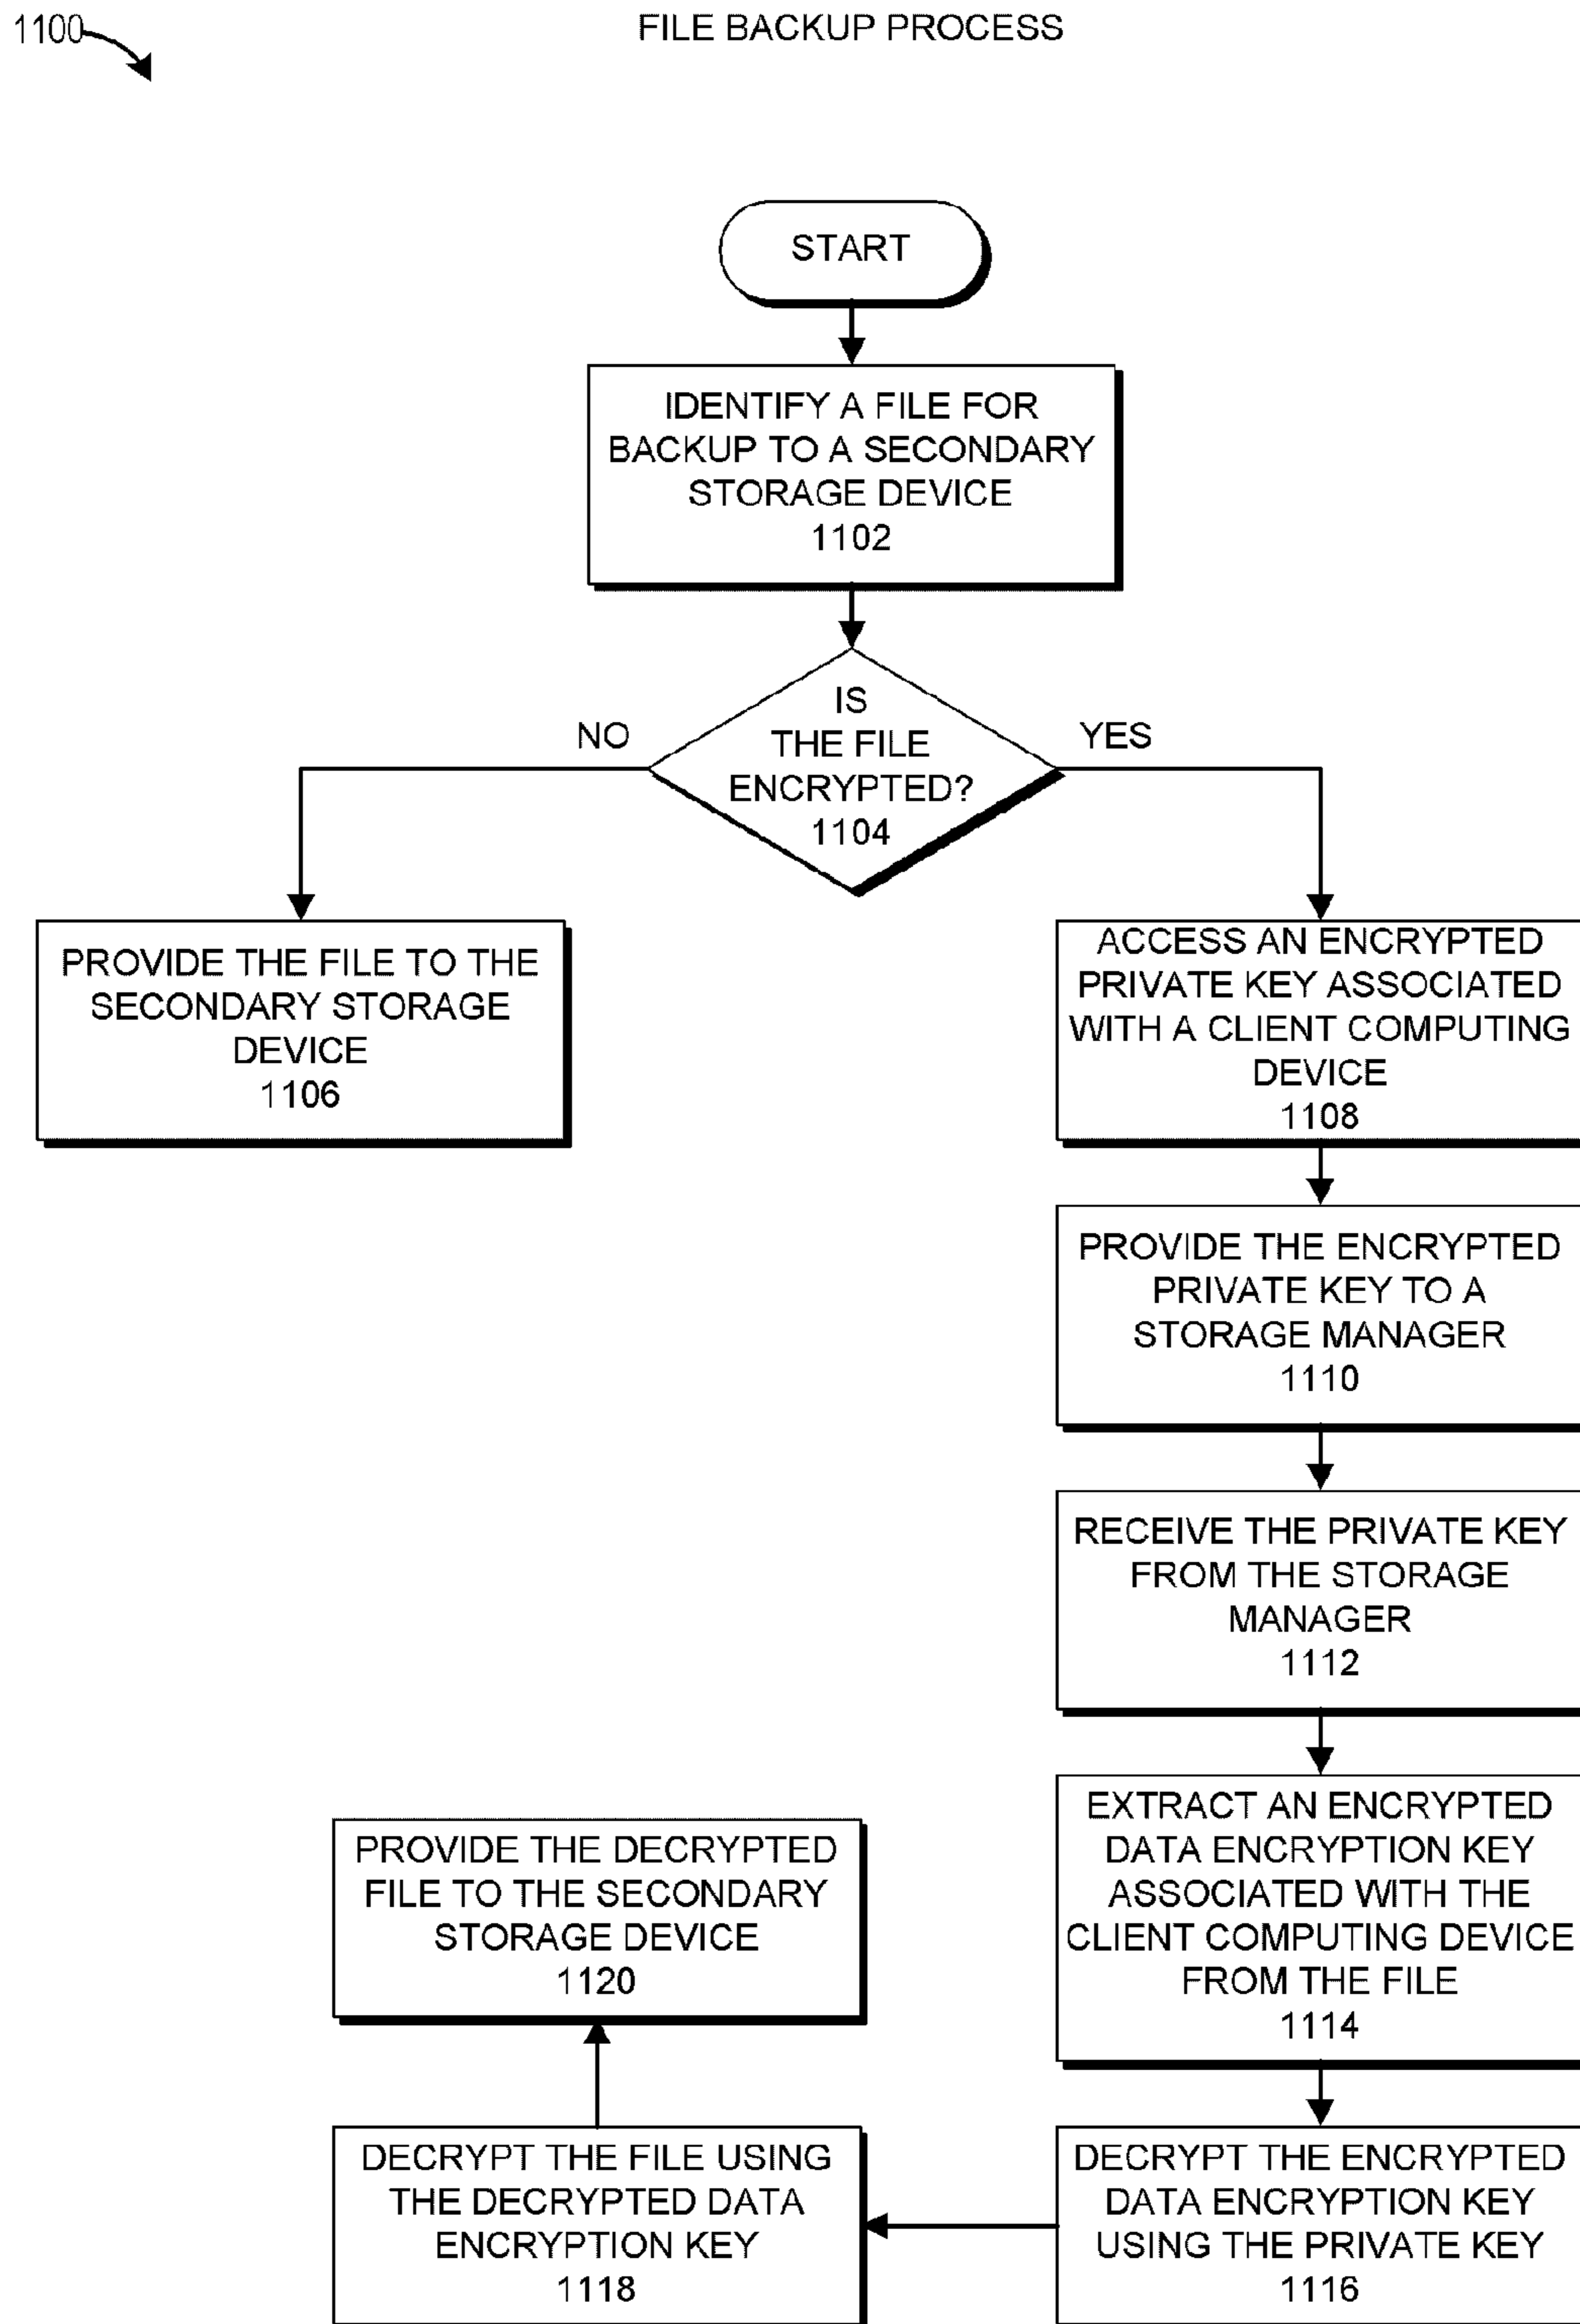 1100
FILE BACKUP PROCESS
START
IDENTIFY A FILE FOR
BACKUP TO A SECONDARY
STORAGE DEVICE
1102
IS
THE FILE
ENCRYPTED?
1104
NO
YES
PROVIDE THE FILE TO THE
SECONDARY STORAGE
DEVICE
1106
ACCESS AN ENCRYPTED
PRIVATE KEY ASSOCIATED
WITH A CLIENT COMPUTING
DEVICE
1108
PROVIDE THE ENCRYPTED
PRIVATE KEY TO A
STORAGE MANAGER
1110
RECEIVE THE PRIVATE KEY
FROM THE STORAGE
MANAGER
1112
EXTRACT AN ENCRYPTED
DATA ENCRYPTION KEY
ASSOCIATED WITH THE
CLIENT COMPUTING DEVICE
FROM THE FILE
1114
DECRYPT THE ENCRYPTED
DATA ENCRYPTION KEY
USING THE PRIVATE KEY
1116
DECRYPT THE FILE USING
THE DECRYPTED DATA
ENCRYPTION KEY
1118
PROVIDE THE DECRYPTED
FILE TO THE SECONDARY
STORAGE DEVICE
1120